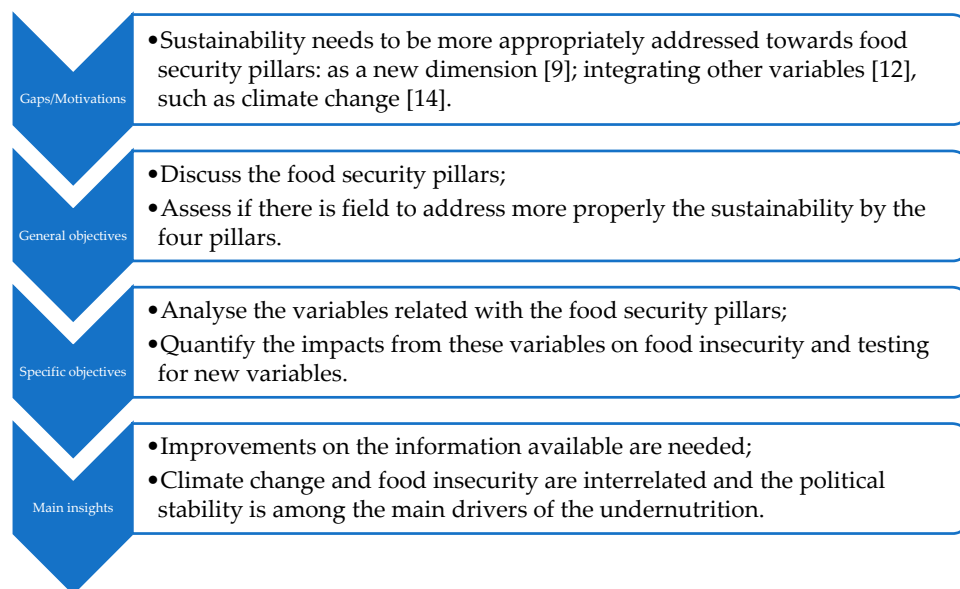 Gaps/Motivations
•Sustainability needs to be more appropriately addressed towards food
security pillars: as a new dimension [9]; integrating other variables [12],
such as climate change [14].
General objectives
•Discuss the food security pillars;
•Assess if there is field to address more properly the sustainability by the
four pillars.
Specific objectives
•Analyse the variables related with the food security pillars;
•Quantify the impacts from these variables on food insecurity and testing
for new variables.
Main insights
•Improvements on the information available are needed;
•Climate change and food insecurity are interrelated and the political
stability is among the main drivers of the undernutrition.